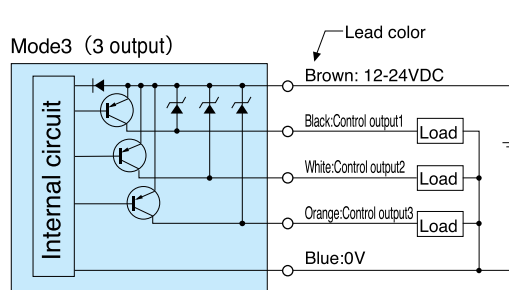 Lead color
Mode3（3 output）
Brown: 12-24VDC
Black:Control output1
Load
White:Control output2
Load
Orange:Control output3
Load
Blue:0V
Internal circuit